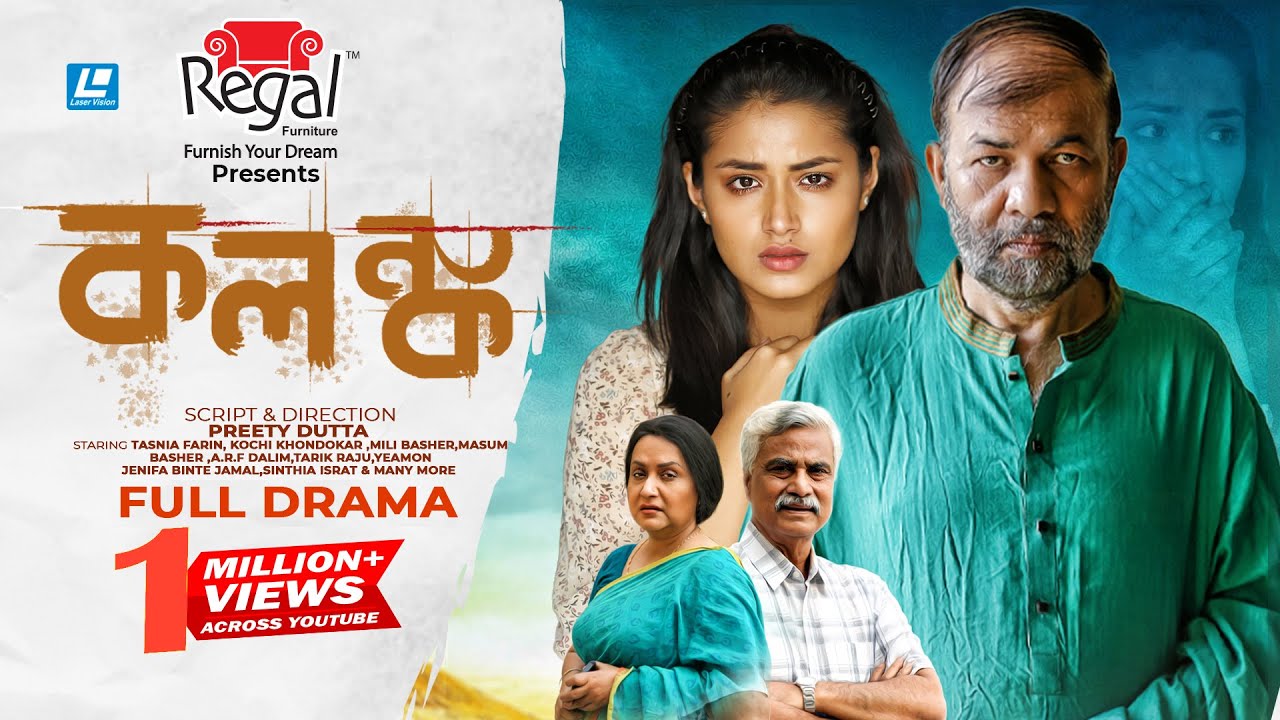 Laser Vision
Regal™
Furniture
Furnish Your Dream
Presents
কলঙ্ক
SCRIPT & DIRECTION
PREETY DUTTA
STARING TASNIA FARIN, KOCHI KHONDOKAR ,MILI BASHER,MASUM
BASHER ,A.R.F DALIM,TARIK RAJU,YEAMON
JENIFA BINTE JAMAL,SINTHIA ISRAT & MANY MORE
FULL DRAMA
1 MILLION+
VIEWS
ACROSS YOUTUBE